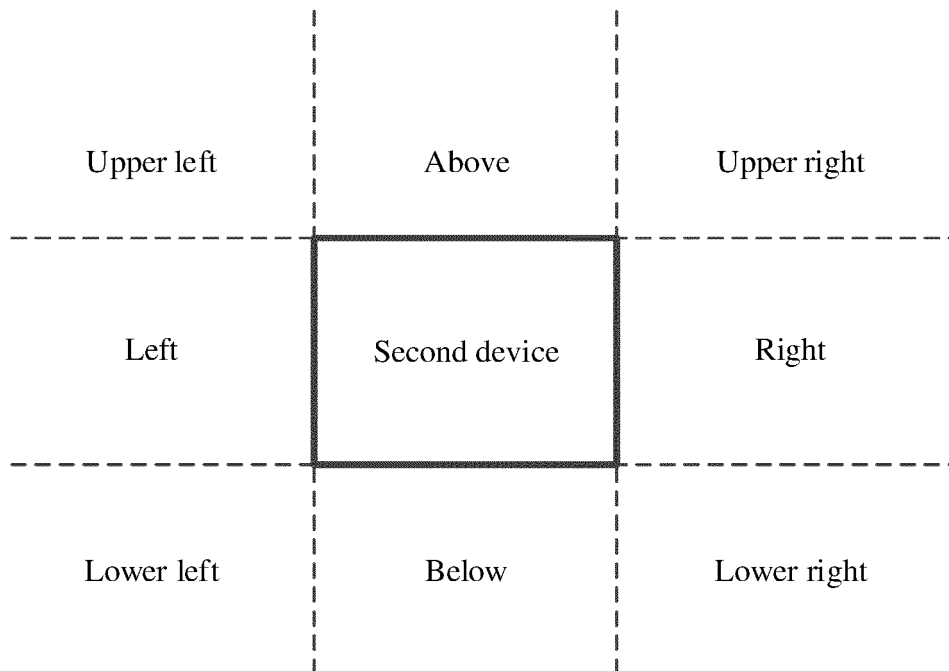 Upper left
Above
Upper right
Left
Second device
Right
Lower left
Below
Lower right